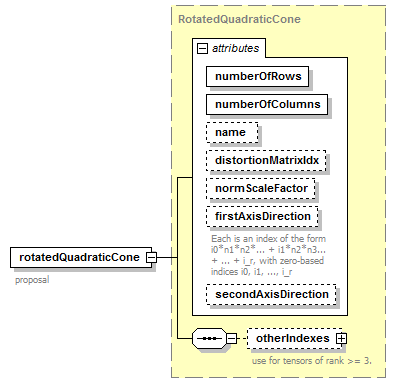 RotatedQuadraticCone
attributes
numberOfRows
numberOfColumns
name
distortionMatrixIdx
normScaleFactor
firstAxisDirection
Each is an index of the form
i0*n1*n2*... + i1*n2*n3...
+ ... + i_r, with zero-based
indices i0, i1, ..., i_r
secondAxisDirection
rotatedQuadraticCone
proposal
otherIndexes
use for tensors of rank >= 3.